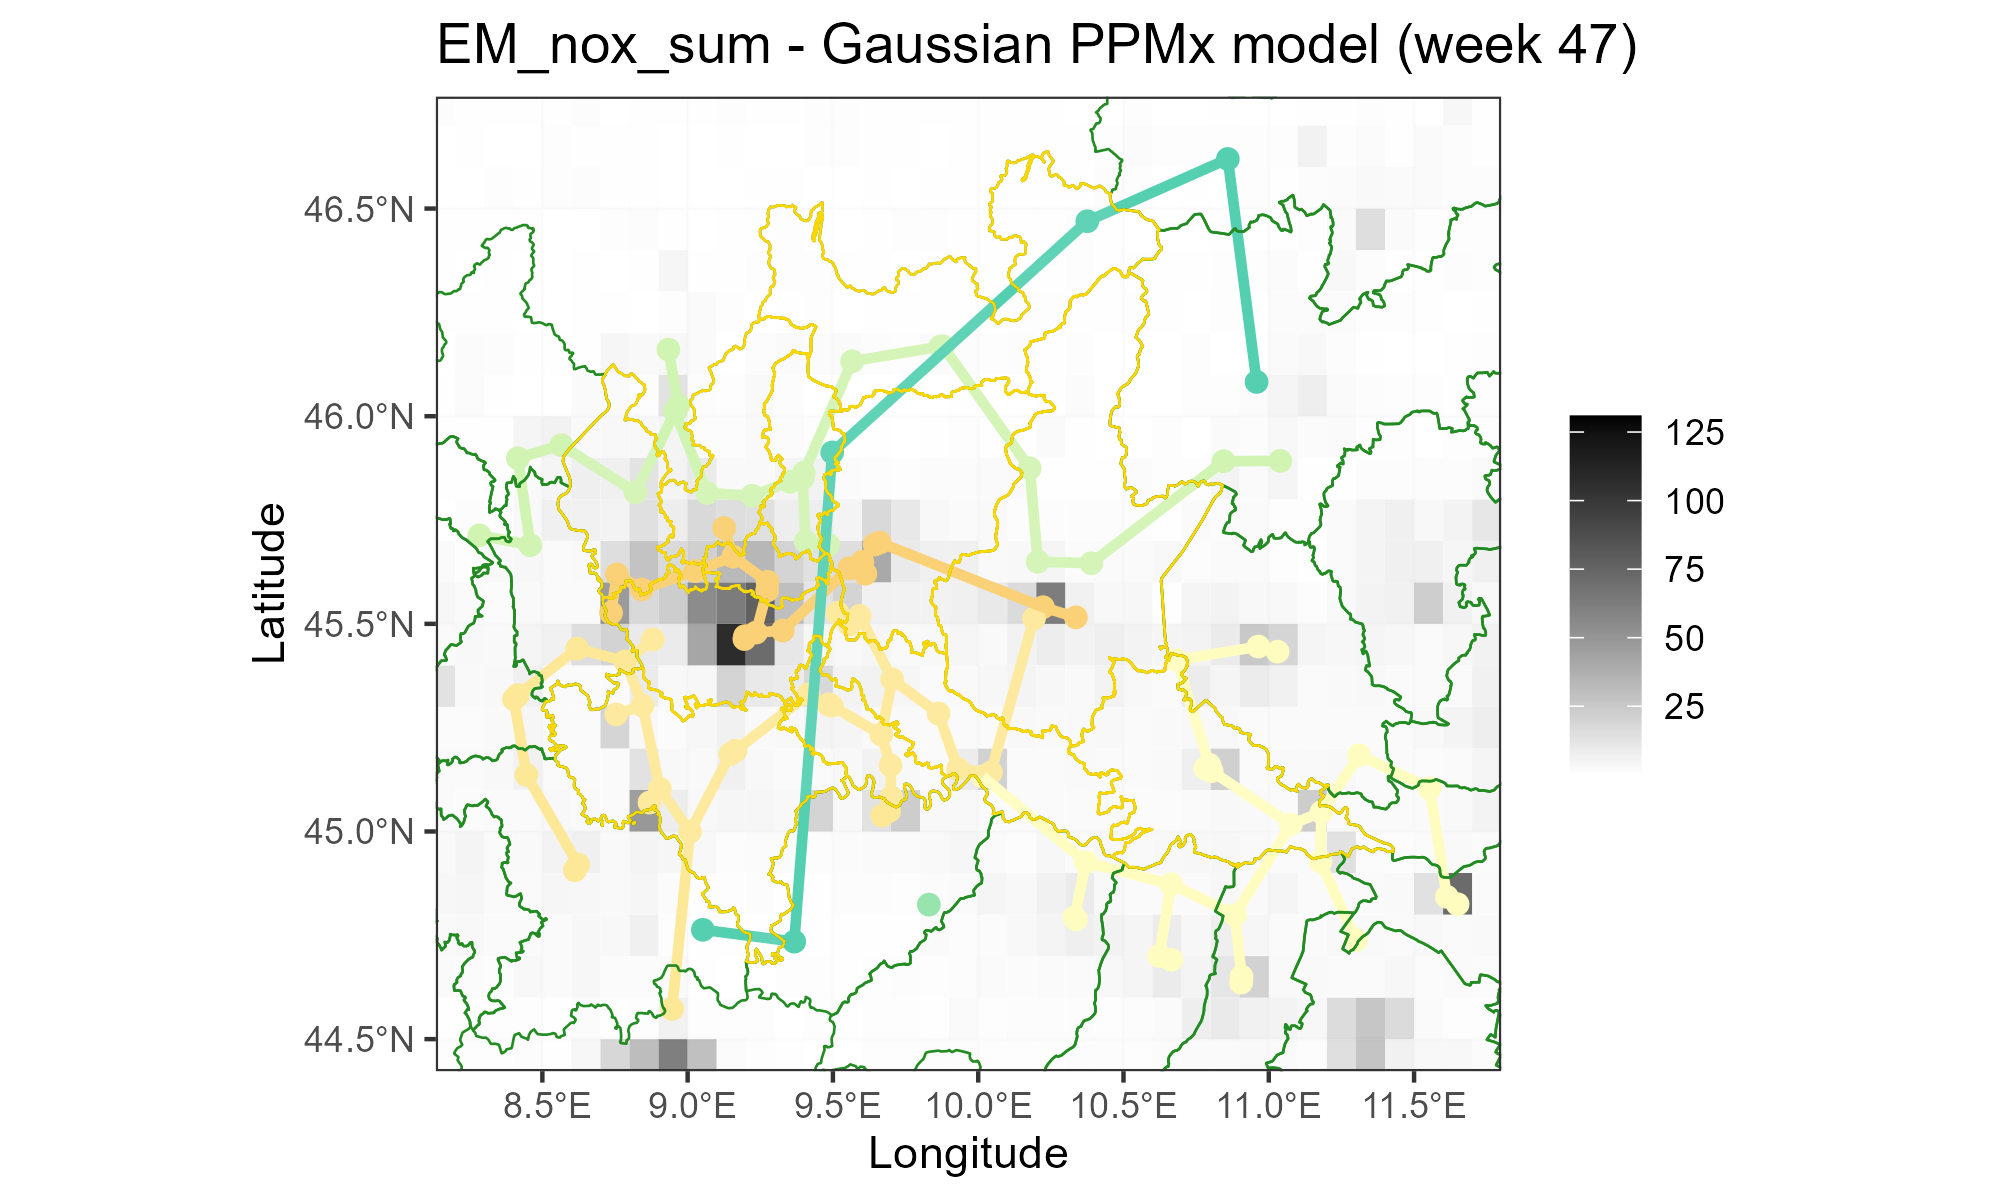 EM_nox_sum - Gaussian PPMx model (week 47)
46.5°N
46.0°N
45.5°N
45.0°N
44.5°N
Latitude
8.5°E
9.0°E
9.5°E
10.0°E
10.5°E
11.0°E
11.5°E
Longitude
125
100
75
50
25